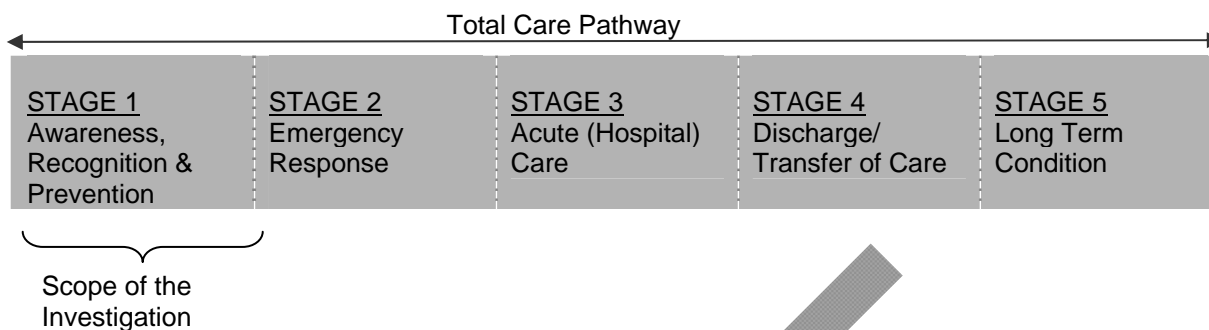 Total Care Pathway
STAGE 1
Awareness,
Recognition &
Prevention
STAGE 2
Emergency
Response
STAGE 3
Acute (Hospital)
Care
STAGE 4
Discharge/
Transfer of Care
STAGE 5
Long Term
Condition
Scope of the
Investigation